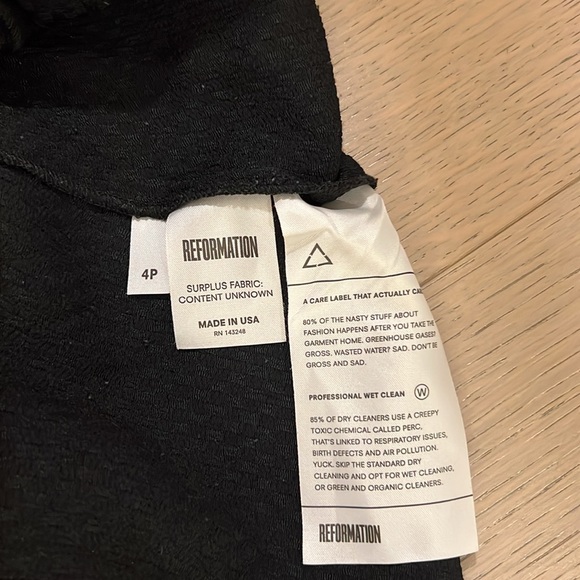 4P
REFORMATION
SURPLUS FABRIC:
CONTENT UNKNOWN
MADE IN USA
RN 143248
A CARE LABEL THAT ACTUALLY
80% OF THE NASTY STUFF ABOUT
FASHION HAPPENS AFTER YOU TAKE THE
GARMENT HOME. GREENHOUSE GASES?
GROSS. WASTED WATER? SAD. DON'T BE
GROSS AND SAD.
PROFESSIONAL WET CLEAN W
85% OF DRY CLEANERS USE A CREEPY
TOXIC CHEMICAL CALLED PERC,
THAT'S LINKED TO RESPIRATORY ISSUES,
BIRTH DEFECTS AND AIR POLLUTION.
YUCK. SKIP THE STANDARD DRY
CLEANING AND OPT FOR WET CLEANING,
OR GREEN AND ORGANIC CLEANERS.
REFORMATION